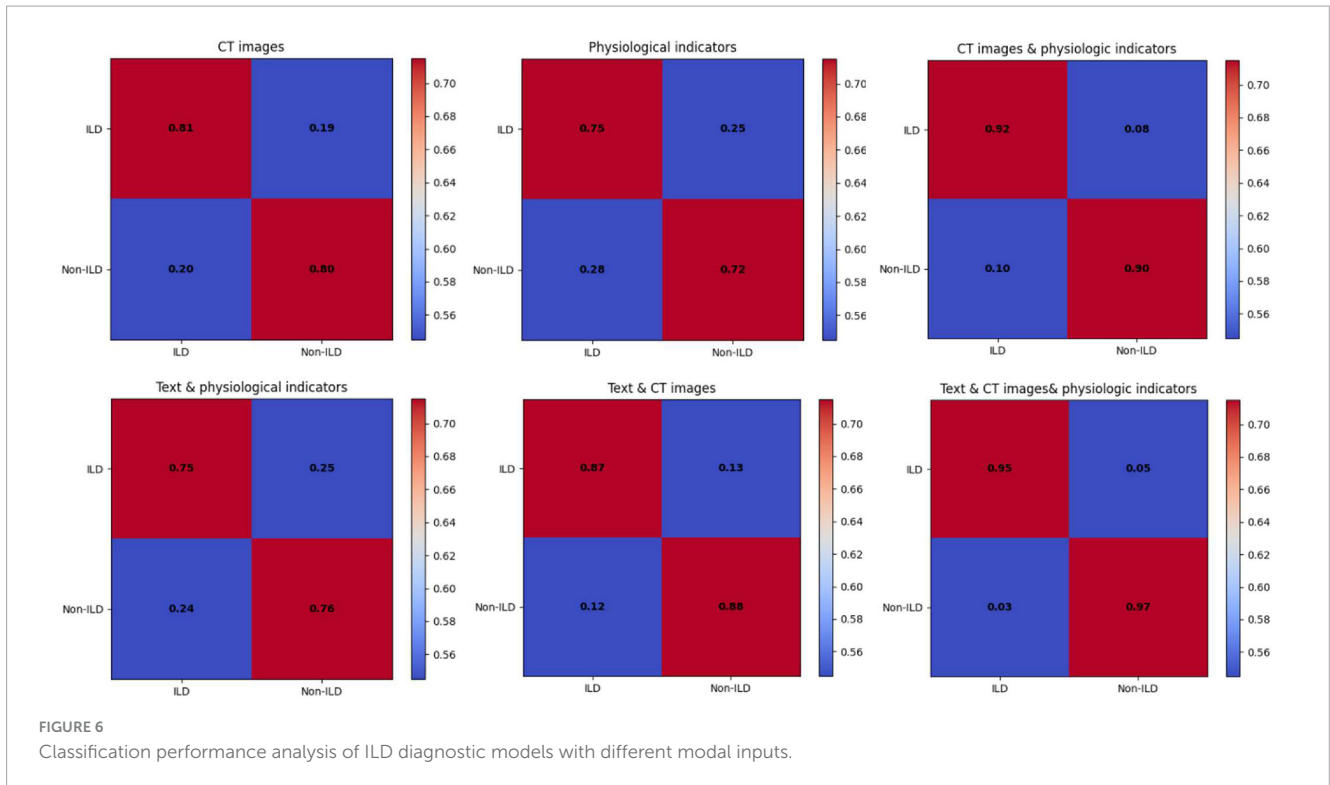 CT images
ILD
0.81
0.19
Non-ILD
0.20
0.80
ILD
Non-ILD
0.70
0.68
0.66
0.64
0.62
0.60
0.58
0.56
Physiological indicators
ILD
0.75
0.25
Non-ILD
0.28
0.72
ILD
Non-ILD
0.70
0.68
0.66
0.64
0.62
0.60
0.58
0.56
CT images & physiologic indicators
ILD
0.92
0.08
Non-ILD
0.10
0.90
ILD
Non-ILD
0.70
0.68
0.66
0.64
0.62
0.60
0.58
0.56
Text & physiological indicators
ILD
0.75
0.25
Non-ILD
0.24
0.76
ILD
Non-ILD
0.70
0.68
0.66
0.64
0.62
0.60
0.58
0.56
Text & CT images
ILD
0.87
0.13
Non-ILD
0.12
0.88
ILD
Non-ILD
0.70
0.68
0.66
0.64
0.62
0.60
0.58
0.56
Text & CT images& physiologic indicators
ILD
0.95
0.05
Non-ILD
0.03
0.97
ILD
Non-ILD
0.70
0.68
0.66
0.64
0.62
0.60
0.58
0.56
FIGURE 6
Classification performance analysis of ILD diagnostic models with different modal inputs.